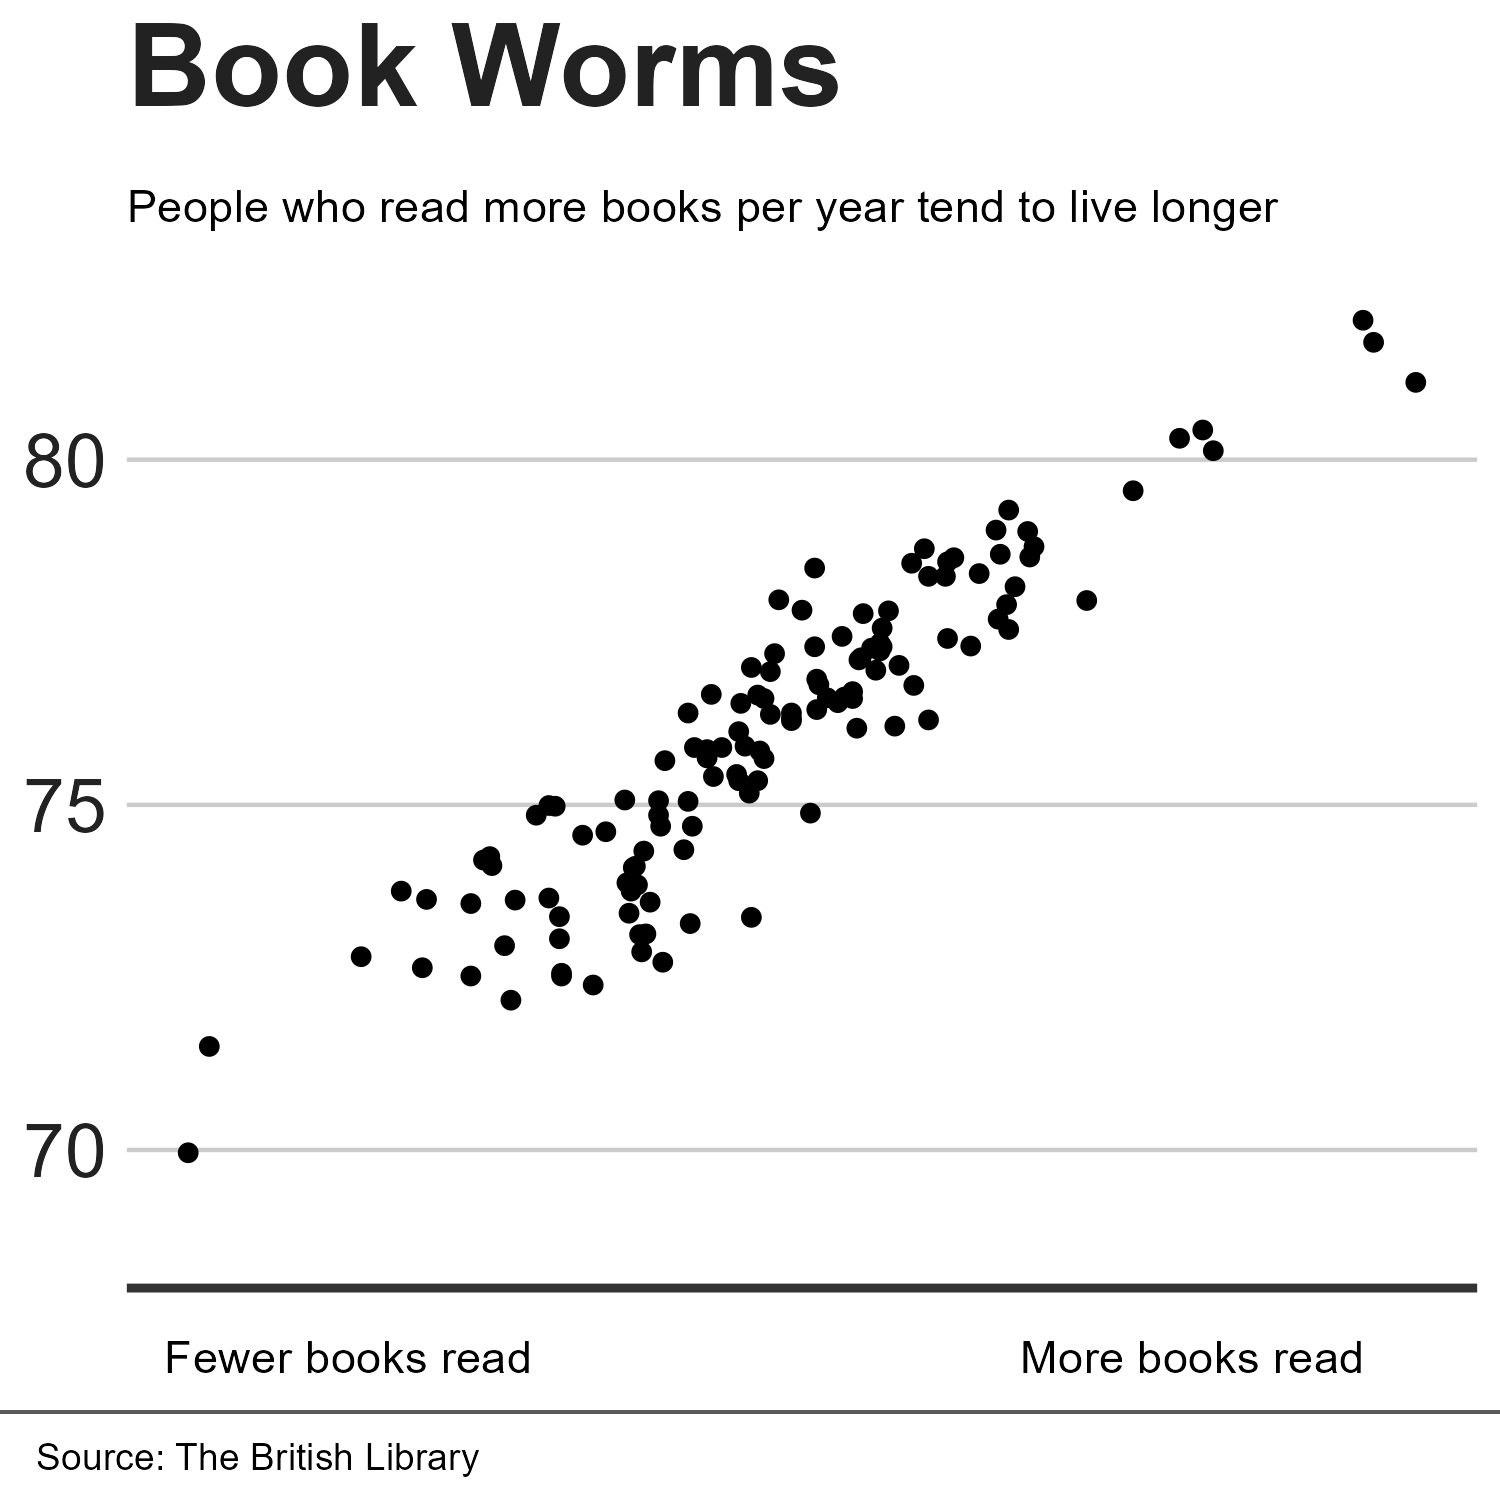 Book Worms
People who read more books per year tend to live longer
80
75
70
Fewer books read
More books read
Source: The British Library